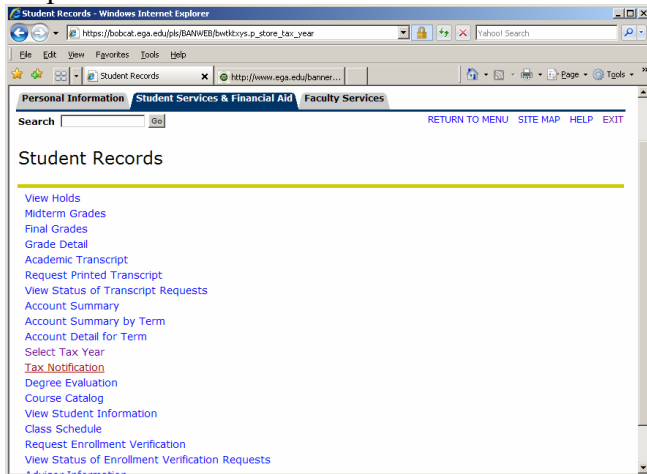 Student Records - Windows Internet Explorer
https://bobcat.ega.edu/pls/BANWEB/bwtktxys.p_store_tax_year
Yahoo! Search
File Edit View Favorites Tools Help
Student Records http://www.ega.edu/banner... Page Tools
Personal Information Student Services & Financial Aid Faculty Services
Search Go RETURN TO MENU SITE MAP HELP EXIT
Student Records
View Holds
Midterm Grades
Final Grades
Grade Detail
Academic Transcript
Request Printed Transcript
View Status of Transcript Requests
Account Summary
Account Summary by Term
Account Detail for Term
Select Tax Year
Tax Notification
Degree Evaluation
Course Catalog
View Student Information
Class Schedule
Request Enrollment Verification
View Status of Enrollment Verification Requests
Advisor Information